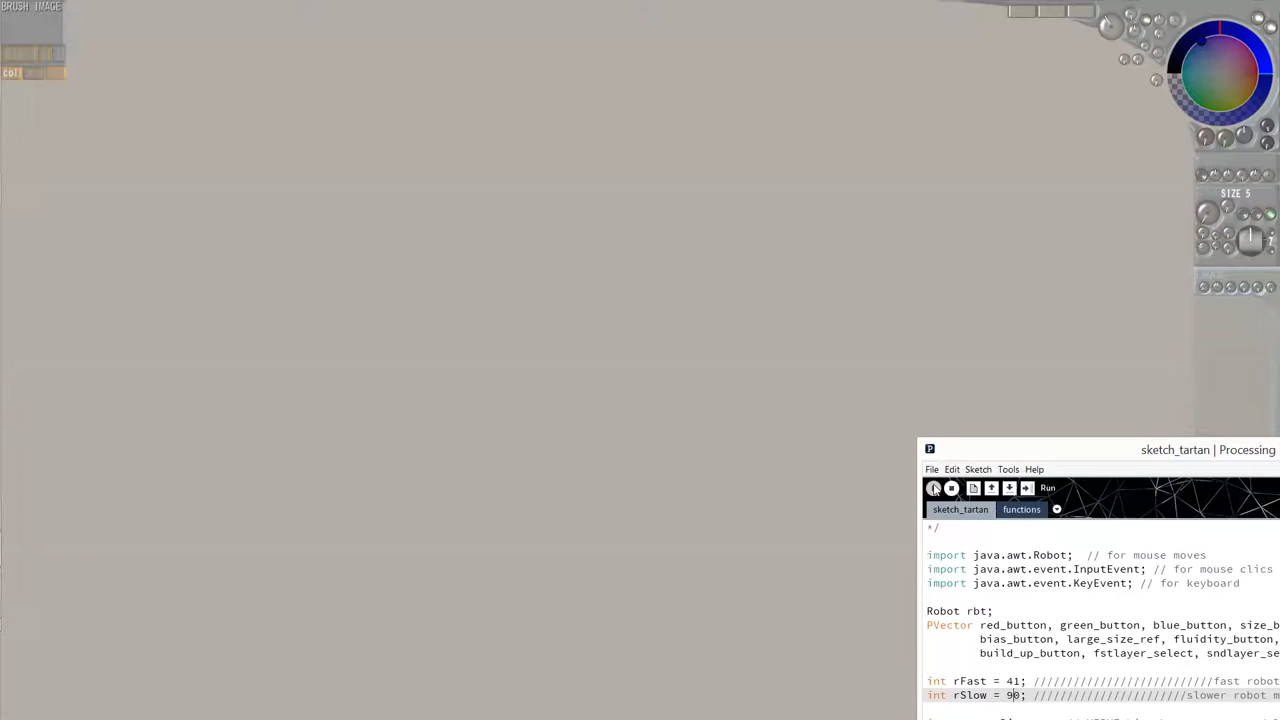 BRUSH IMAGE
col
SIZE 5
sketch_tartan | Processing
File Edit Sketch Tools Help
Run
sketch_tartan functions
*/
import java.awt.Robot; // for mouse moves
import java.awt.event.InputEvent; // for mouse clics
import java.awt.event.KeyEvent; // for keyboard
Robot rbt;
PVector red_button, green_button, blue_button, size_b
bias_button, large_size_ref, fluidity_button,
build_up_button, fstlayer_select, sndlayer_se
int rFast = 41; ///////////////////////////fast robot
int rSlow = 90; ///////////////////////slower robot m